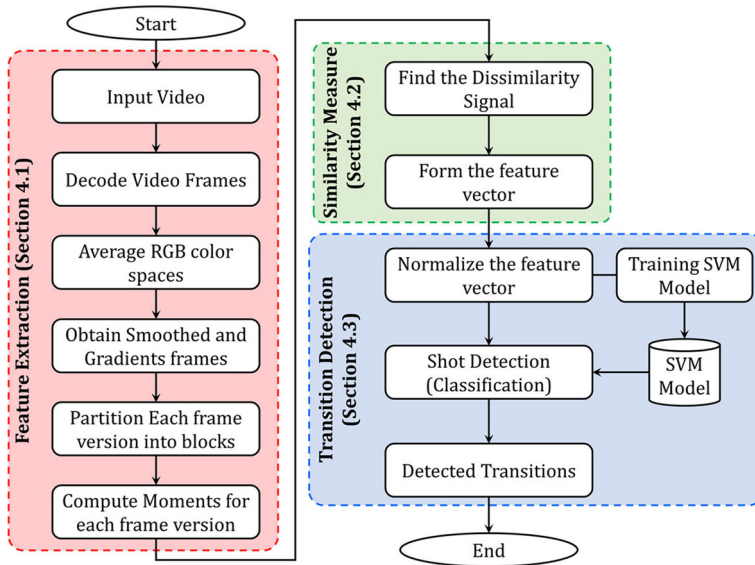 Start
Feature Extraction (Section 4.1)
Input Video
Decode Video Frames
Average RGB color
spaces
Obtain Smoothed and
Gradients frames
Partition Each frame
version into blocks
Compute Moments for
each frame version
Similarity Measure
(Section 4.2)
Find the Dissimilarity
Signal
Form the feature
vector
Transition Detection
(Section 4.3)
Normalize the feature
vector
Training SVM
Model
Shot Detection
(Classification)
SVM
Model
Detected Transitions
End